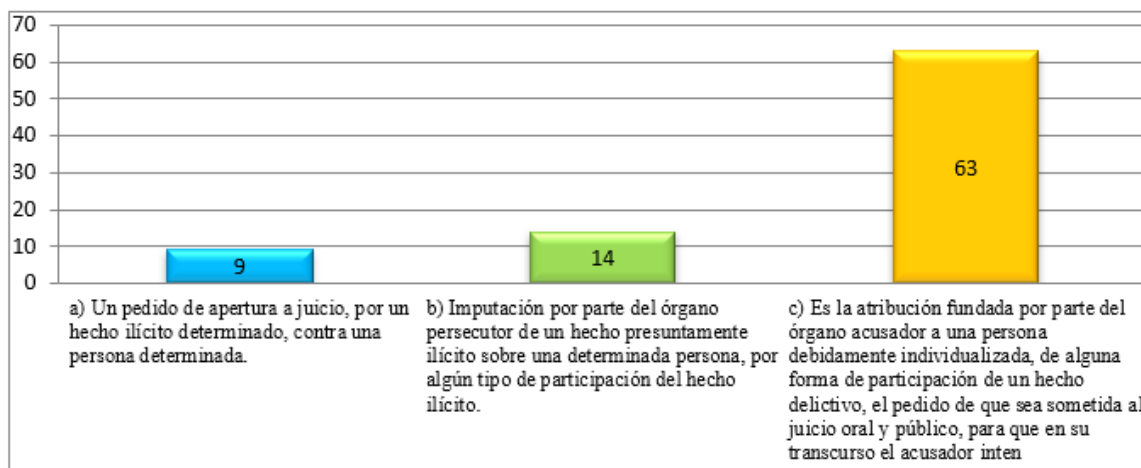 70
60
50
40
30
20
10
0
9
14
63
a) Un pedido de apertura a juicio, por un
hecho ilícito determinado, contra una
persona determinada.
b) Imputación por parte del órgano
persecutor de un hecho presuntamente
ilícito sobre una determinada persona, por
algún tipo de participación del hecho
ilícito.
c) Es la atribución fundada por parte del
órgano acusador a una persona
debidamente individualizada, de alguna
forma de participación de un hecho
delictivo, el pedido de que sea sometida al
juicio oral y público, para que en su
transcurso el acusador inten